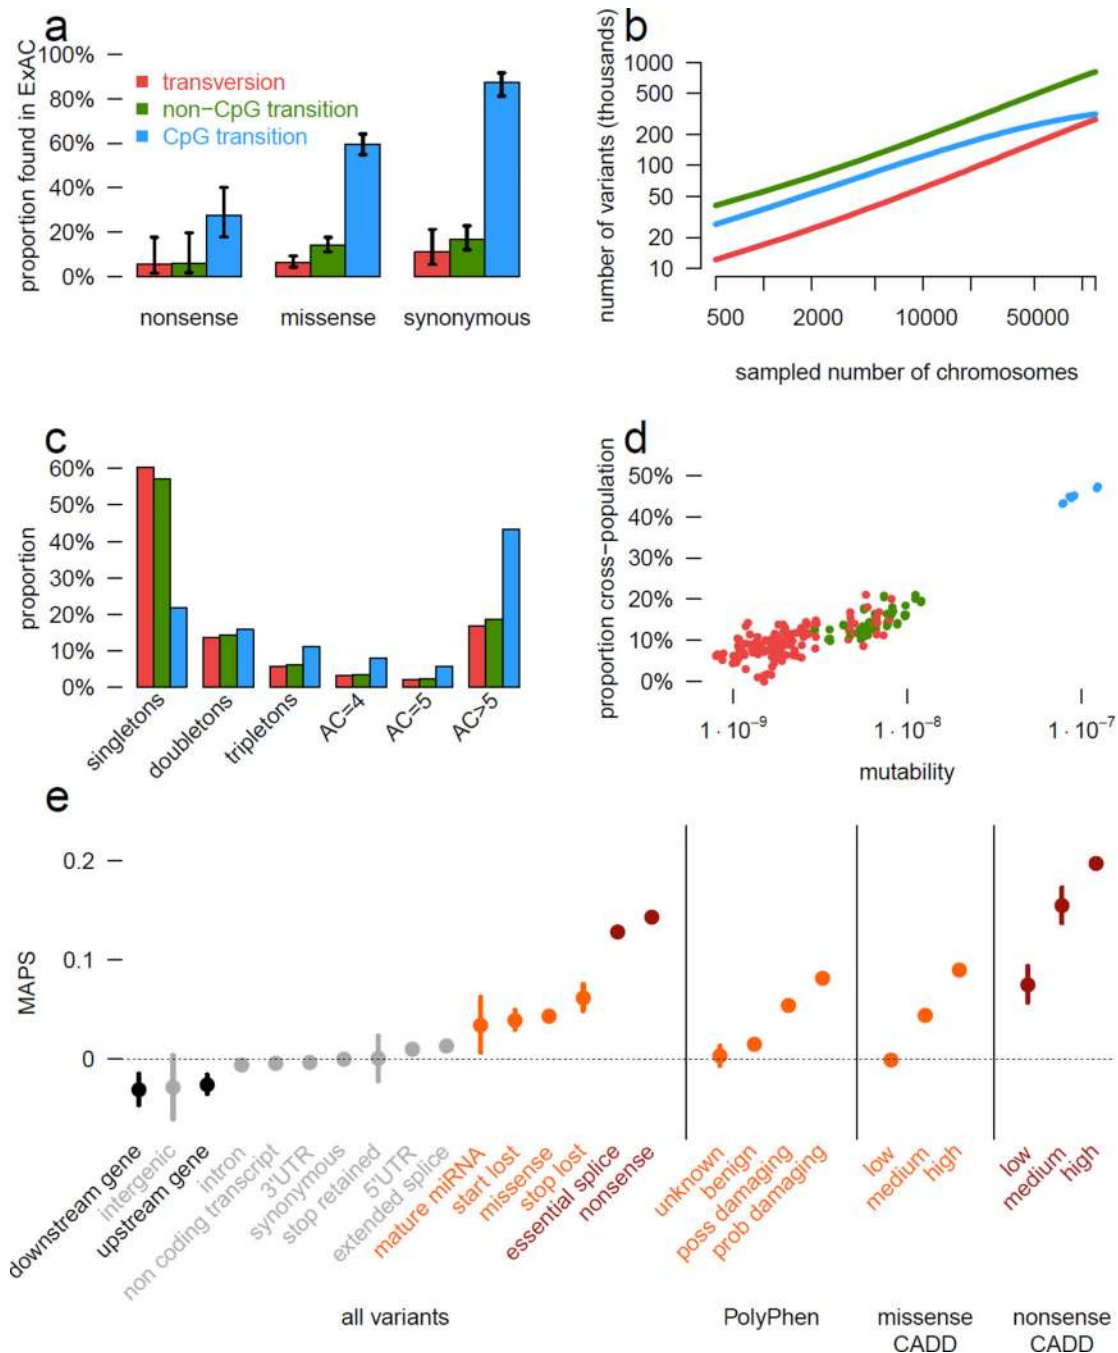 a
proportion found in ExAC
100%
80%
60%
40%
20%
0%
transversion
non−CpG transition
CpG transition
nonsense
missense
synonymous
b
number of variants (thousands)
1000
500
200
100
50
20
10
500
2000
10000
50000
sampled number of chromosomes
c
proportion
60%
50%
40%
30%
20%
10%
0%
singletons
doubletons
tripletons
AC=4
AC=5
AC>5
d
proportion cross−population
50%
40%
30%
20%
10%
0%
1 · 10⁻⁹
1 · 10⁻⁸
1 · 10⁻⁷
mutability
e
MAPS
0.2
0.1
0
downstream gene
intergenic
upstream gene
intron
non coding transcript
3'UTR
synonymous
stop retained
5'UTR
extended splice
mature miRNA
start lost
missense
stop lost
essential splice
nonsense
unknown
benign
poss damaging
prob damaging
low
medium
high
low
medium
high
all variants
PolyPhen
missense
CADD
nonsense
CADD